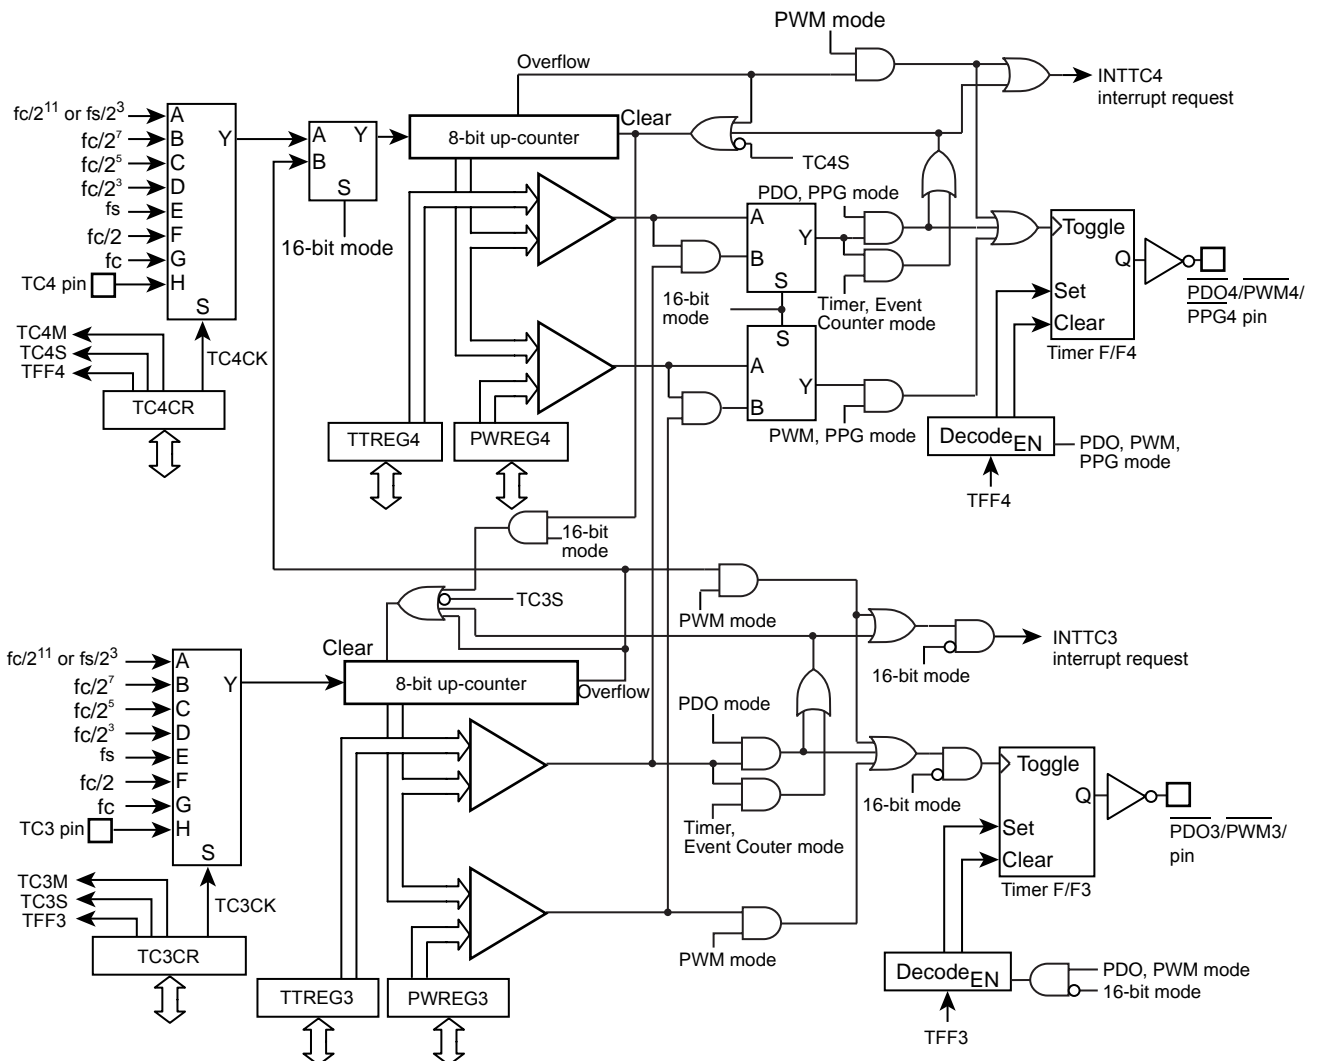 PWM mode
Overflow
INTTC4
interrupt request
fc/2¹¹ or fs/2³
fc/2⁷
fc/2⁵
fc/2³
fs
fc/2
fc
TC4 pin
A
B
C
D
E
F
G
H
Y
S
A
B
Y
S
16-bit mode
8-bit up-counter
Clear
TC4S
PDO, PPG mode
A
B
Y
S
16-bit
mode
Timer, Event
Counter mode
S
A
B
Y
PWM, PPG mode
Toggle
Q
Set
Clear
Timer F/F4
PDO4/PWM4/
PPG4 pin
TC4M
TC4S
TFF4
TC4CK
TC4CR
TTREG4
PWREG4
Decode EN
PDO, PWM,
PPG mode
TFF4
16-bit
mode
TC3S
PWM mode
INTTC3
interrupt request
16-bit mode
Clear
fc/2¹¹ or fs/2³
fc/2⁷
fc/2⁵
fc/2³
fs
fc/2
fc
TC3 pin
A
B
C
D
E
F
G
H
Y
S
8-bit up-counter
Overflow
PDO mode
Timer,
Event Couter mode
16-bit mode
Toggle
Q
Set
Clear
Timer F/F3
PDO3/PWM3/
pin
TC3M
TC3S
TFF3
TC3CK
TC3CR
TTREG3
PWREG3
PWM mode
Decode EN
PDO, PWM mode
16-bit mode
TFF3